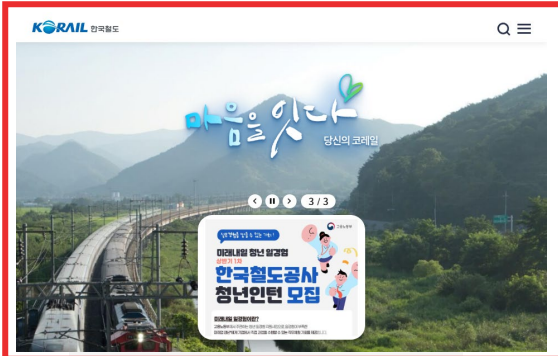 KORAIL 한국철도
마음을 잇다
당신의 코레일
3 / 3
고용노동부
미래내일 청년 일경험
상반기 1차
한국철도공사
청년인턴 모집
미래내일 일경험이란?